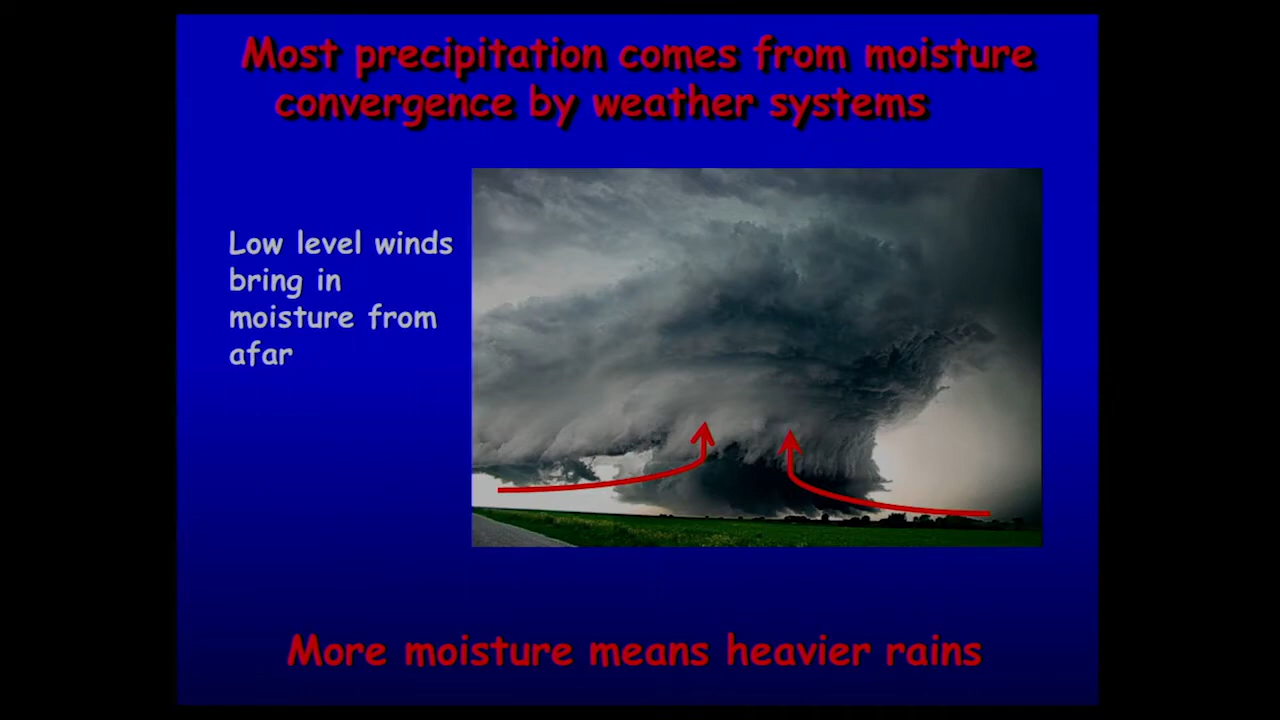 Most precipitation comes from moisture
convergence by weather systems
Low level winds
bring in
moisture from
afar
More moisture means heavier rains